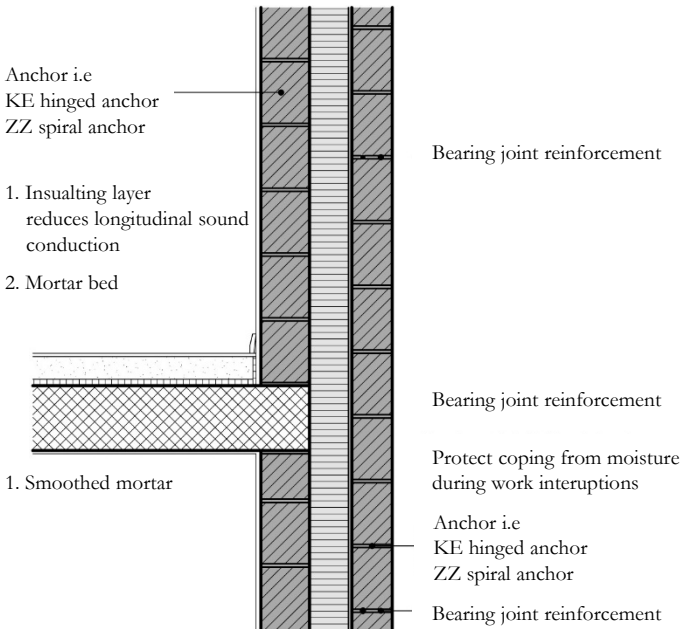 Anchor i.e
KE hinged anchor
ZZ spiral anchor
1. Insualting layer
reduces longitudinal sound
conduction
2. Mortar bed
1. Smoothed mortar
Bearing joint reinforcement
Bearing joint reinforcement
Protect coping from moisture
during work interuptions
Anchor i.e
KE hinged anchor
ZZ spiral anchor
Bearing joint reinforcement